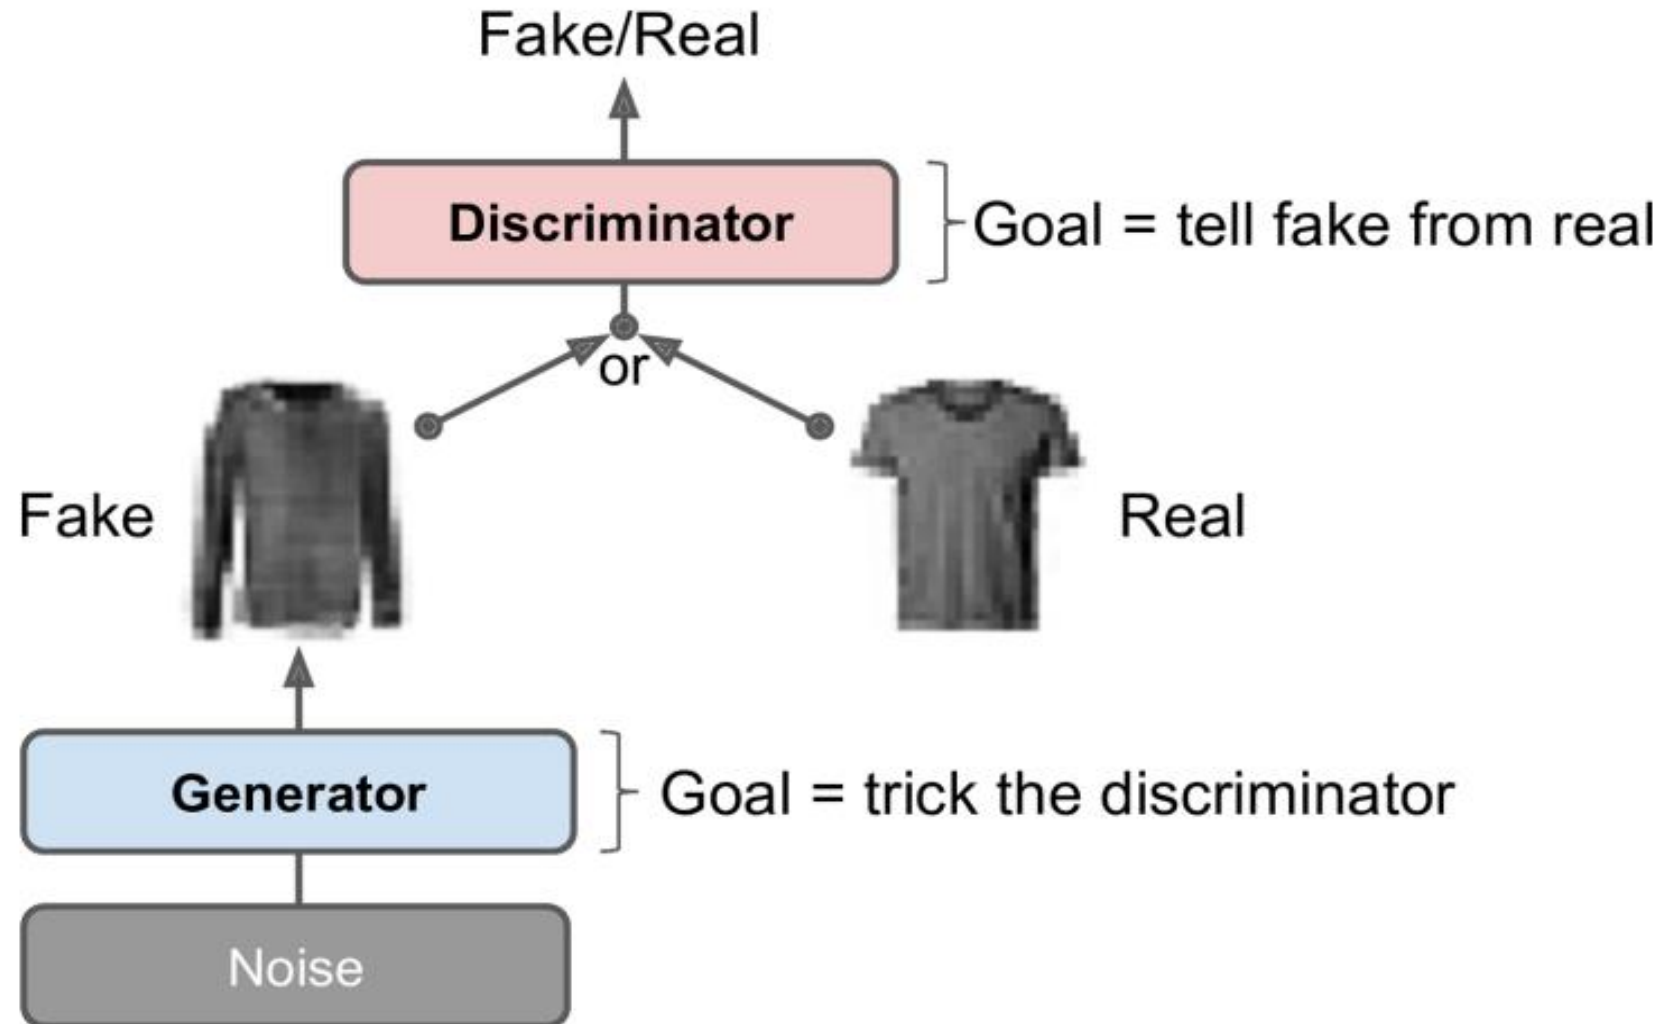 Fake/Real
Discriminator
Goal = tell fake from real
or
Fake
Real
Generator
Goal = trick the discriminator
Noise